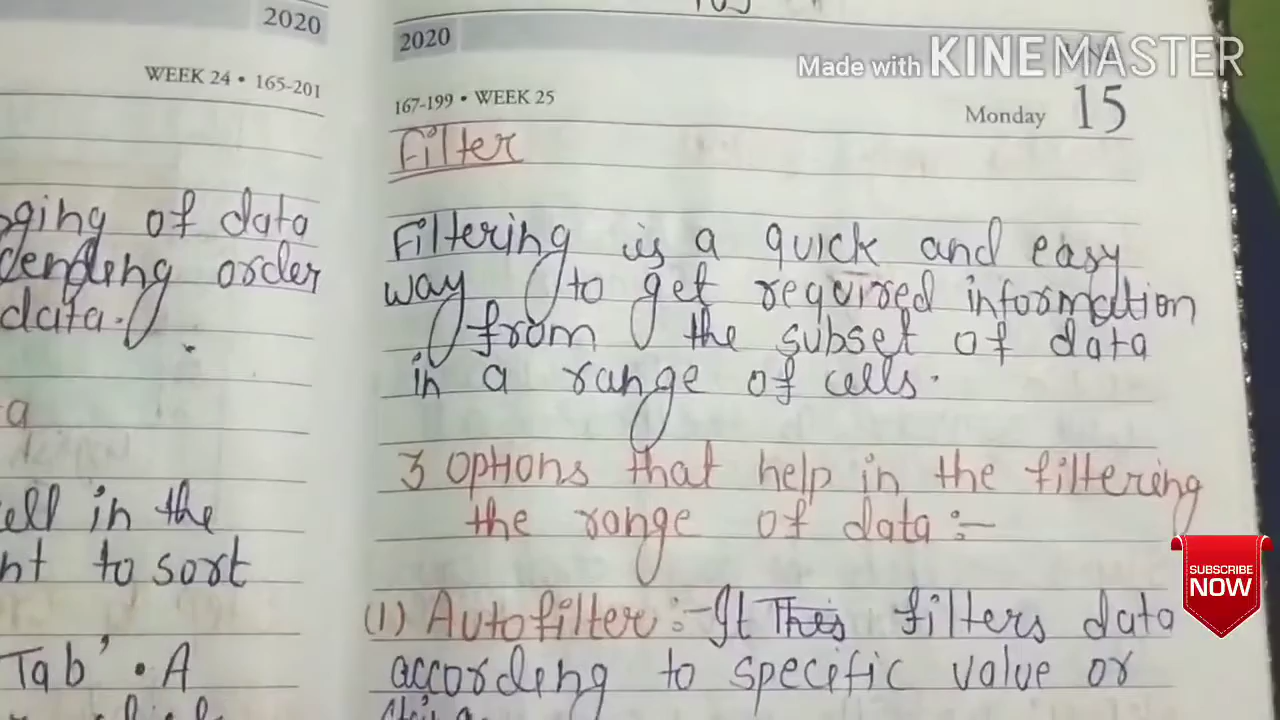 2020
WEEK 24 • 165-201
ging of data
dending order
data.
a
ell in the
nt to sort
Tab'. A
2020
Made with KINEMASTER
167-199 • WEEK 25
Monday 15
Filter
Filtering is a quick and easy
way to get required information
from the subset of data
in a range of cells.
3 options that help in the filtering
the range of data :-
(1) Autofilter :- It This filters data
according to specific value or
SUBSCRIBE
NOW